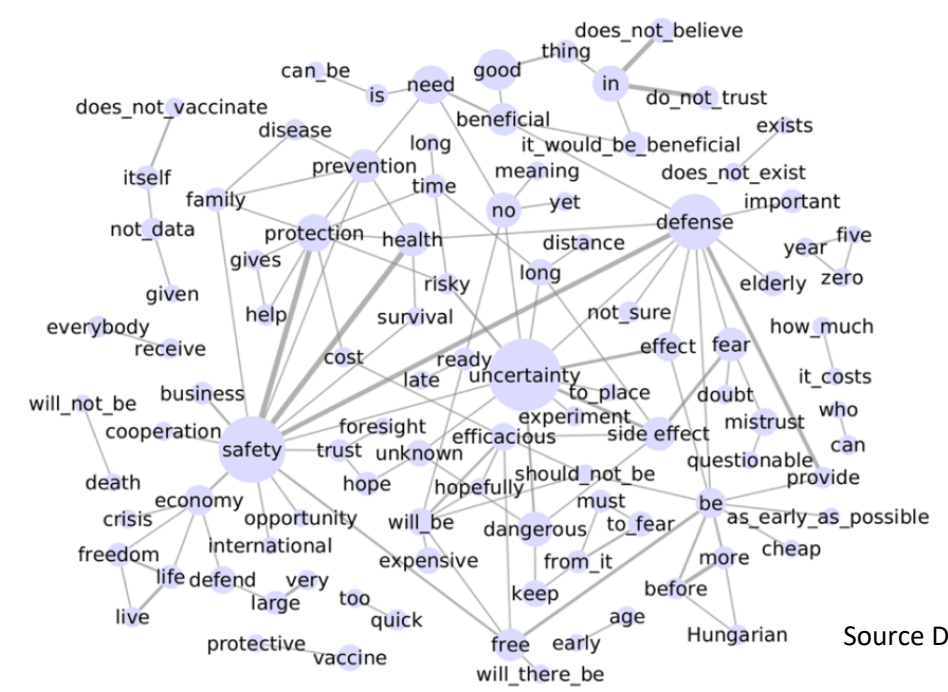 does_not_believe
thing
good
can_be
need
in
is
do_not_trust
does_not_vaccinate
beneficial
exists
disease
long
it_would_be_beneficial
prevention
meaning
does_not_exist
itself
time
family
no
yet
important
defense
not_data
protection
health
distance
year
five
gives
long
zero
risky
elderly
given
help
survival
not_sure
everybody
how_much
receive
cost
ready
effect
fear
late
uncertainty
it_costs
business
to_place
doubt
will_not_be
experiment
who
mistrust
cooperation
foresight
efficacious
side effect
can
safety
trust
unknown
questionable
death
hope
hopefully
should_not_be
provide
economy
must
be
crisis
opportunity
will_be
dangerous
to_fear
as_early_as_possible
freedom
international
expensive
from_it
more
cheap
life
defend
very
keep
before
live
large
too
quick
age
Hungarian
Source D
protective
free
early
vaccine
will_there_be